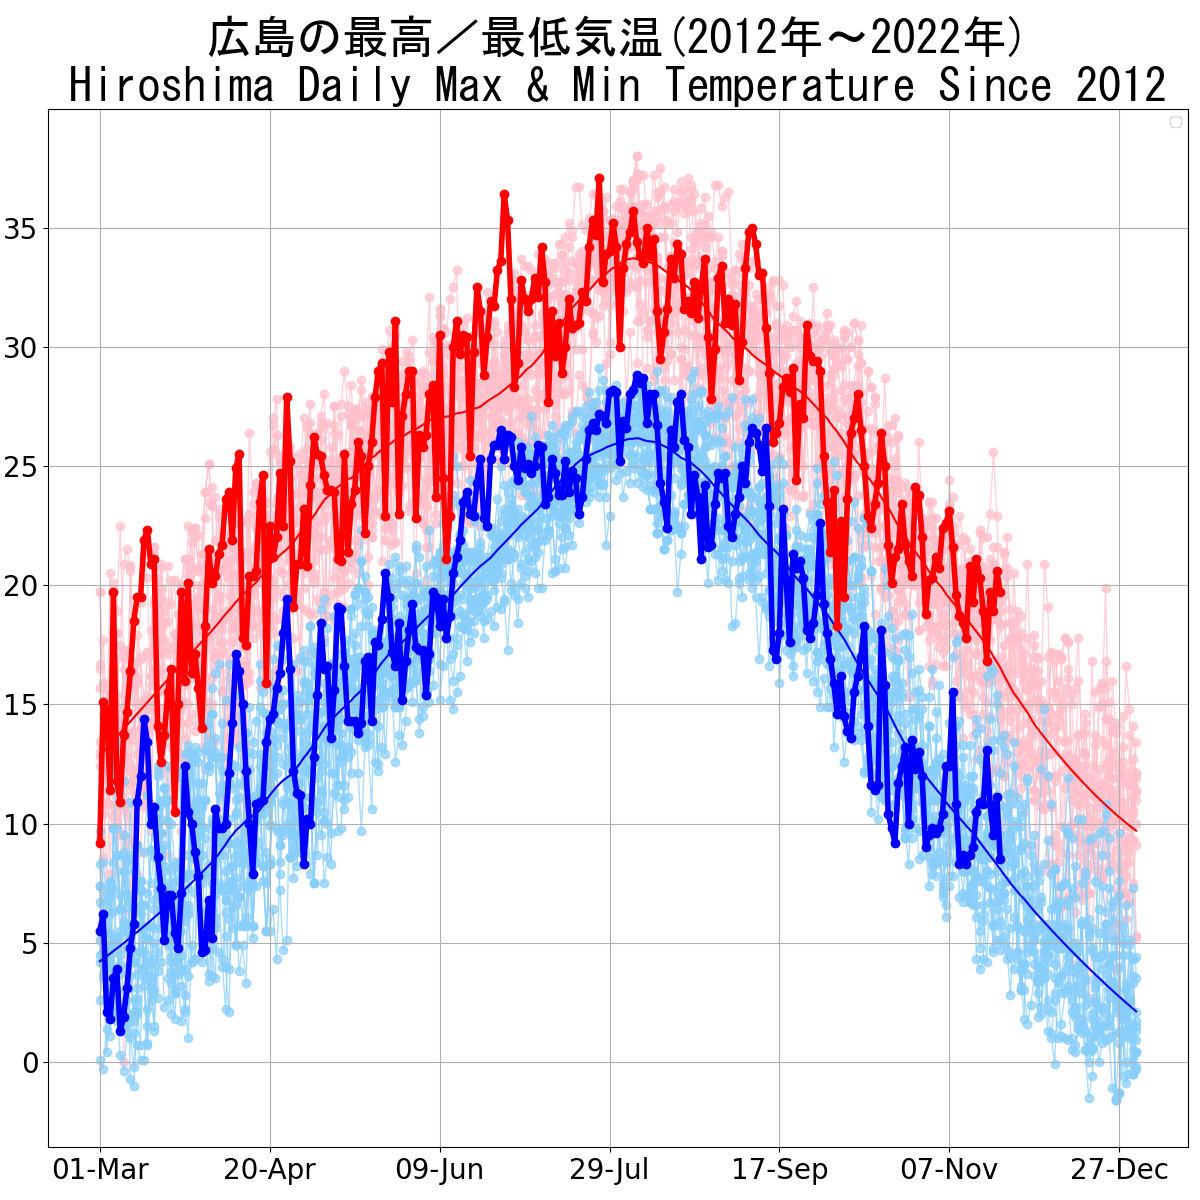 広島の最高／最低気温(2012年～2022年)
Hiroshima Daily Max & Min Temperature Since 2012
35
30
25
20
15
10
5
0
01-Mar 20-Apr 09-Jun 29-Jul 17-Sep 07-Nov 27-Dec